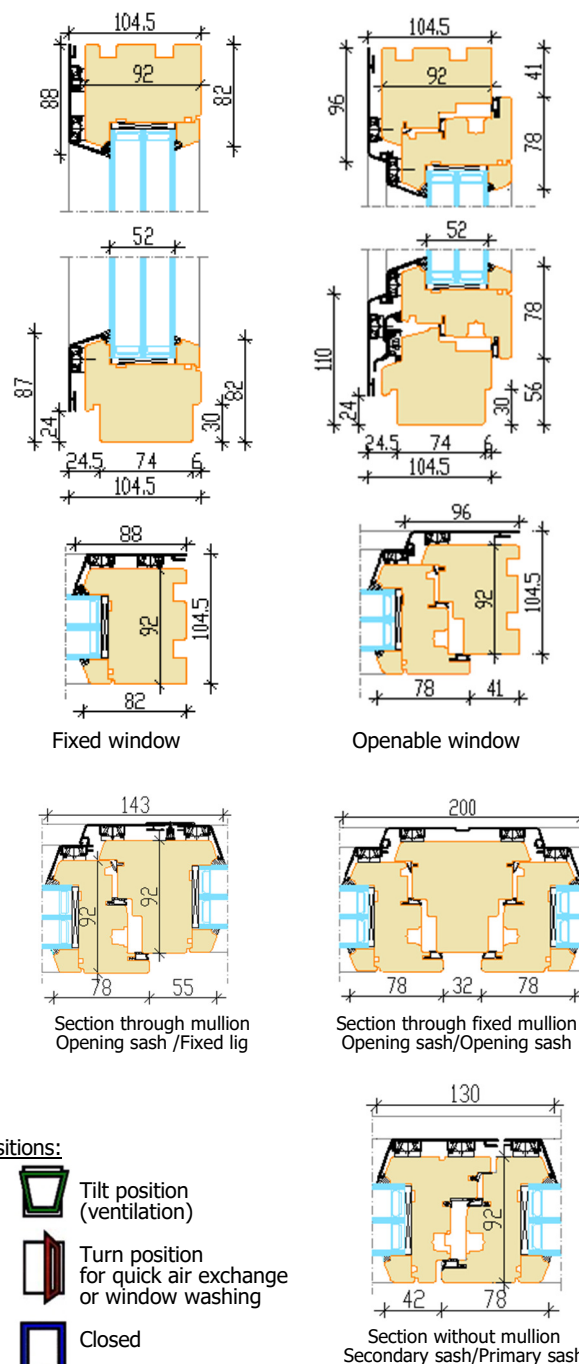 104.5
92
88
82
104.5
92
96
41
78
52
87
24
30
82
24.5 74 6
104.5
52
110
24
78
56
30
24.5 74 6
104.5
88
92
104.5
82
96
92
104.5
78 41
Fixed window
Openable window
143
92
92
78 55
200
78 32 78
Section through mullion
Opening sash /Fixed lig
Section through fixed mullion
Opening sash/Opening sash
sitions:
Tilt position
(ventilation)
Turn position
for quick air exchange
or window washing
Closed
130
92
42 78
Section without mullion
Secondary sash/Primary sash